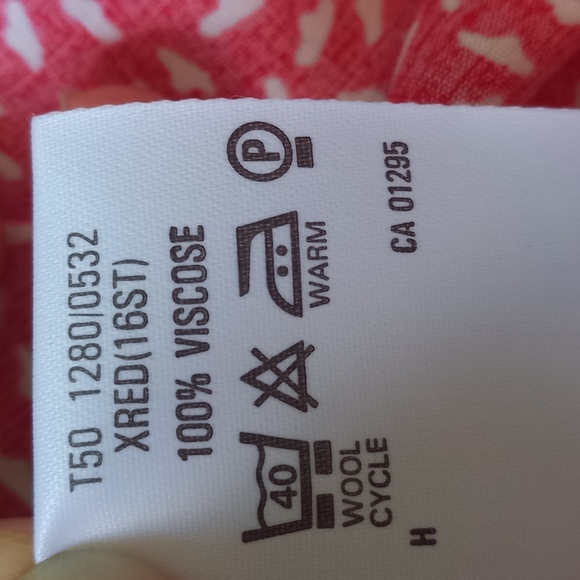 T50 1280/0532
XRED(16ST)
100% VISCOSE
40
WOOL
CYCLE
WARM
P
H
CA 01295